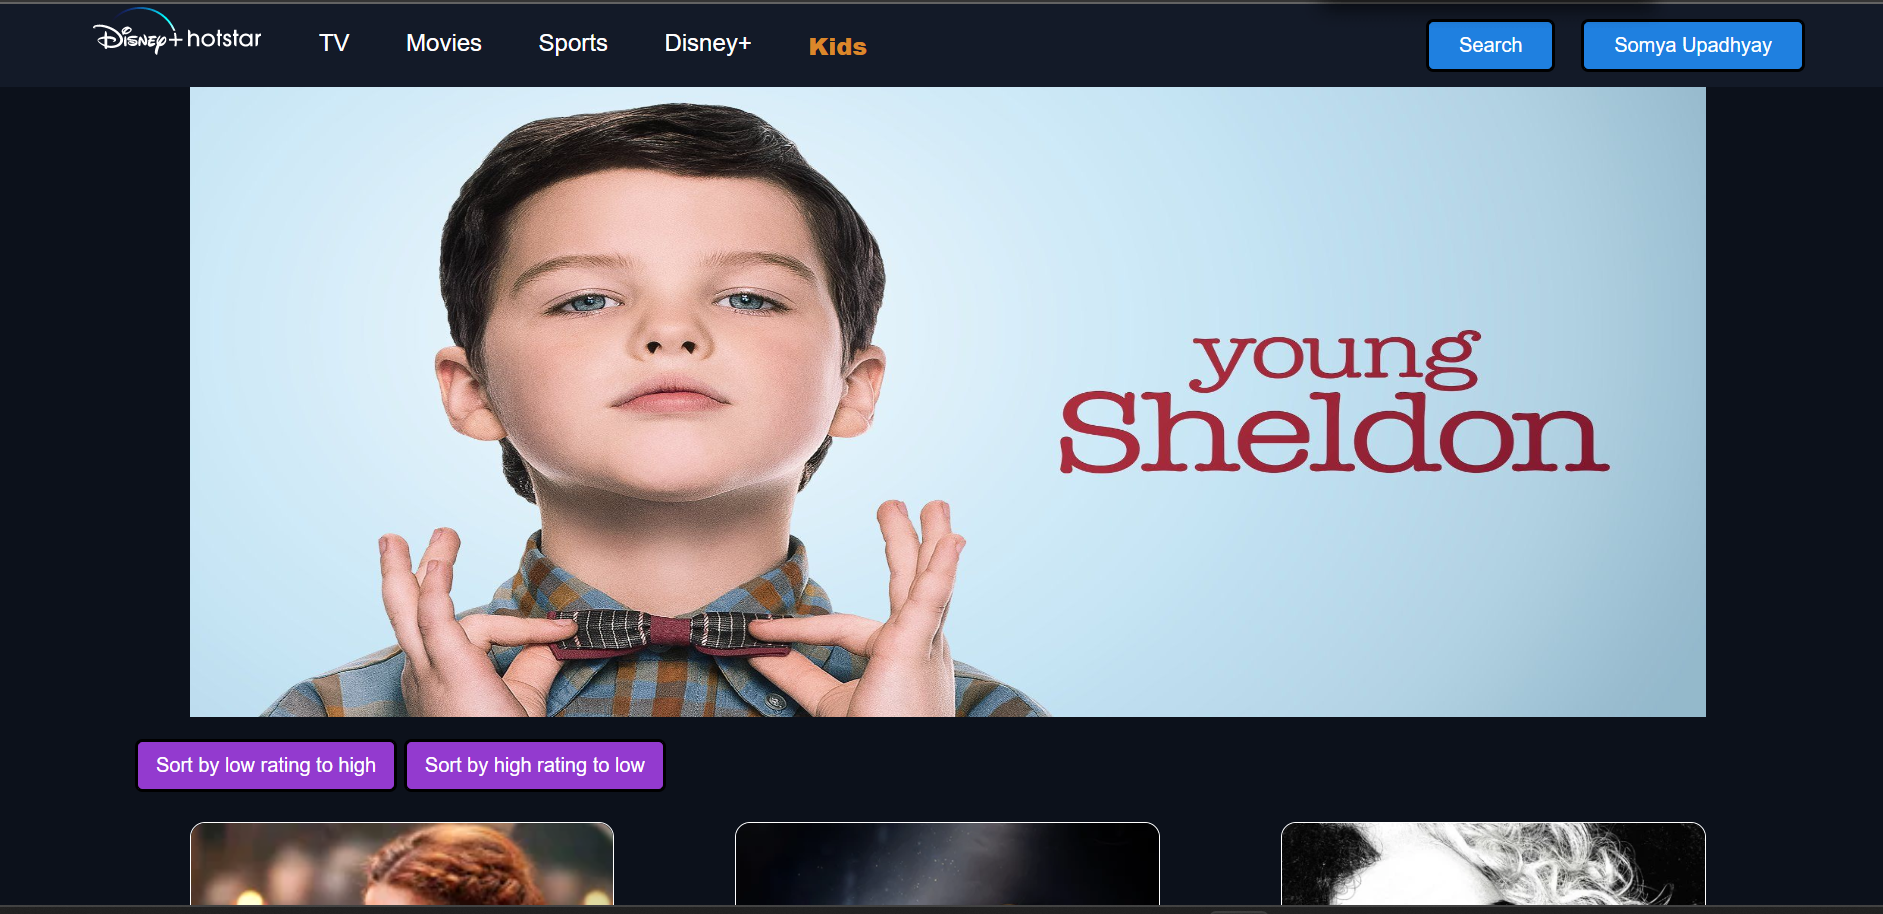 Disney+ hotstar
TV
Movies
Sports
Disney+
Kids
Search
Somya Upadhyay
young
Sheldon
Sort by low rating to high
Sort by high rating to low